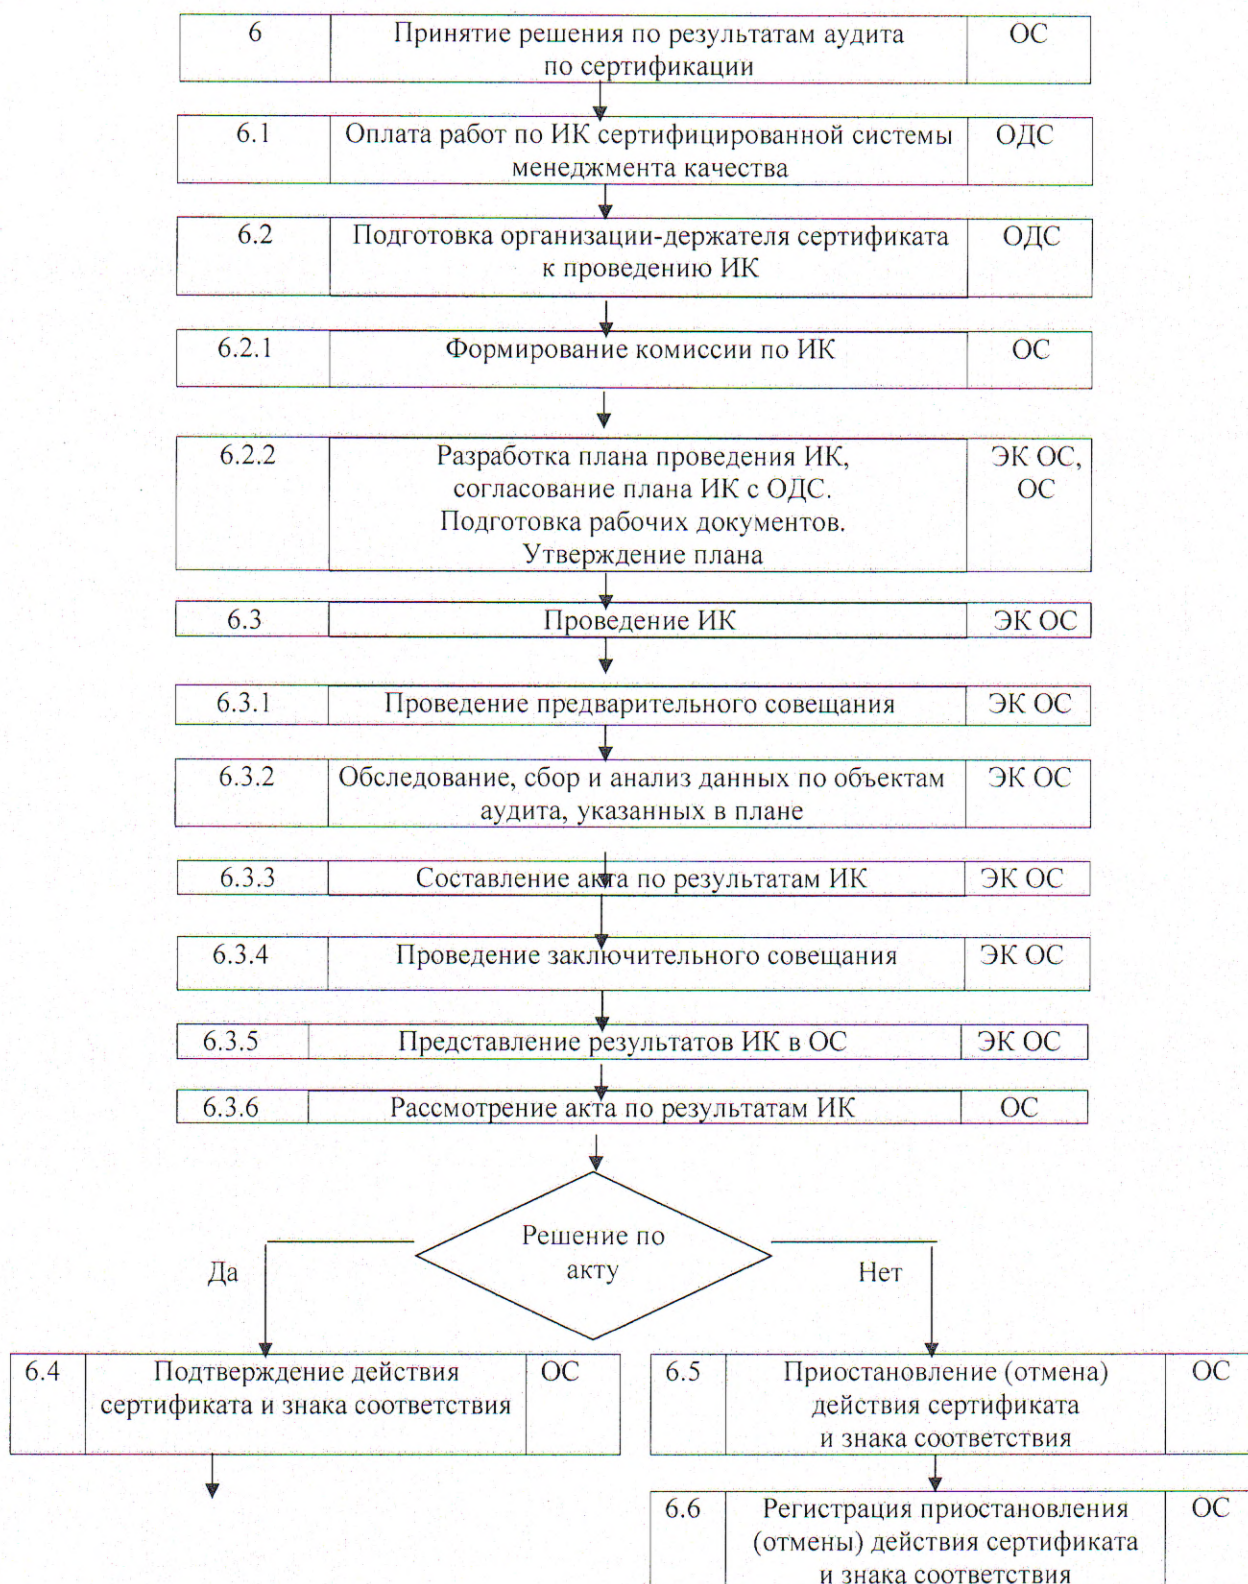 6 Принятие решения по результатам аудита ОС
по сертификации
6.1 Оплата работ по ИК сертифицированной системы ОДС
менеджмента качества
6.2 Подготовка организации-держателя сертификата ОДС
к проведению ИК
6.2.1 Формирование комиссии по ИК ОС
6.2.2 Разработка плана проведения ИК, ЭК ОС,
согласование плана ИК с ОДС. ОС
Подготовка рабочих документов.
Утверждение плана
6.3 Проведение ИК ЭК ОС
6.3.1 Проведение предварительного совещания ЭК ОС
6.3.2 Обследование, сбор и анализ данных по объектам ЭК ОС
аудита, указанных в плане
6.3.3 Составление акта по результатам ИК ЭК ОС
6.3.4 Проведение заключительного совещания ЭК ОС
6.3.5 Представление результатов ИК в ОС ЭК ОС
6.3.6 Рассмотрение акта по результатам ИК ОС
Решение по
акту
Да
Нет
6.4 Подтверждение действия ОС
сертификата и знака соответствия
6.5 Приостановление (отмена) ОС
действия сертификата
и знака соответствия
6.6 Регистрация приостановления ОС
(отмены) действия сертификата
и знака соответствия